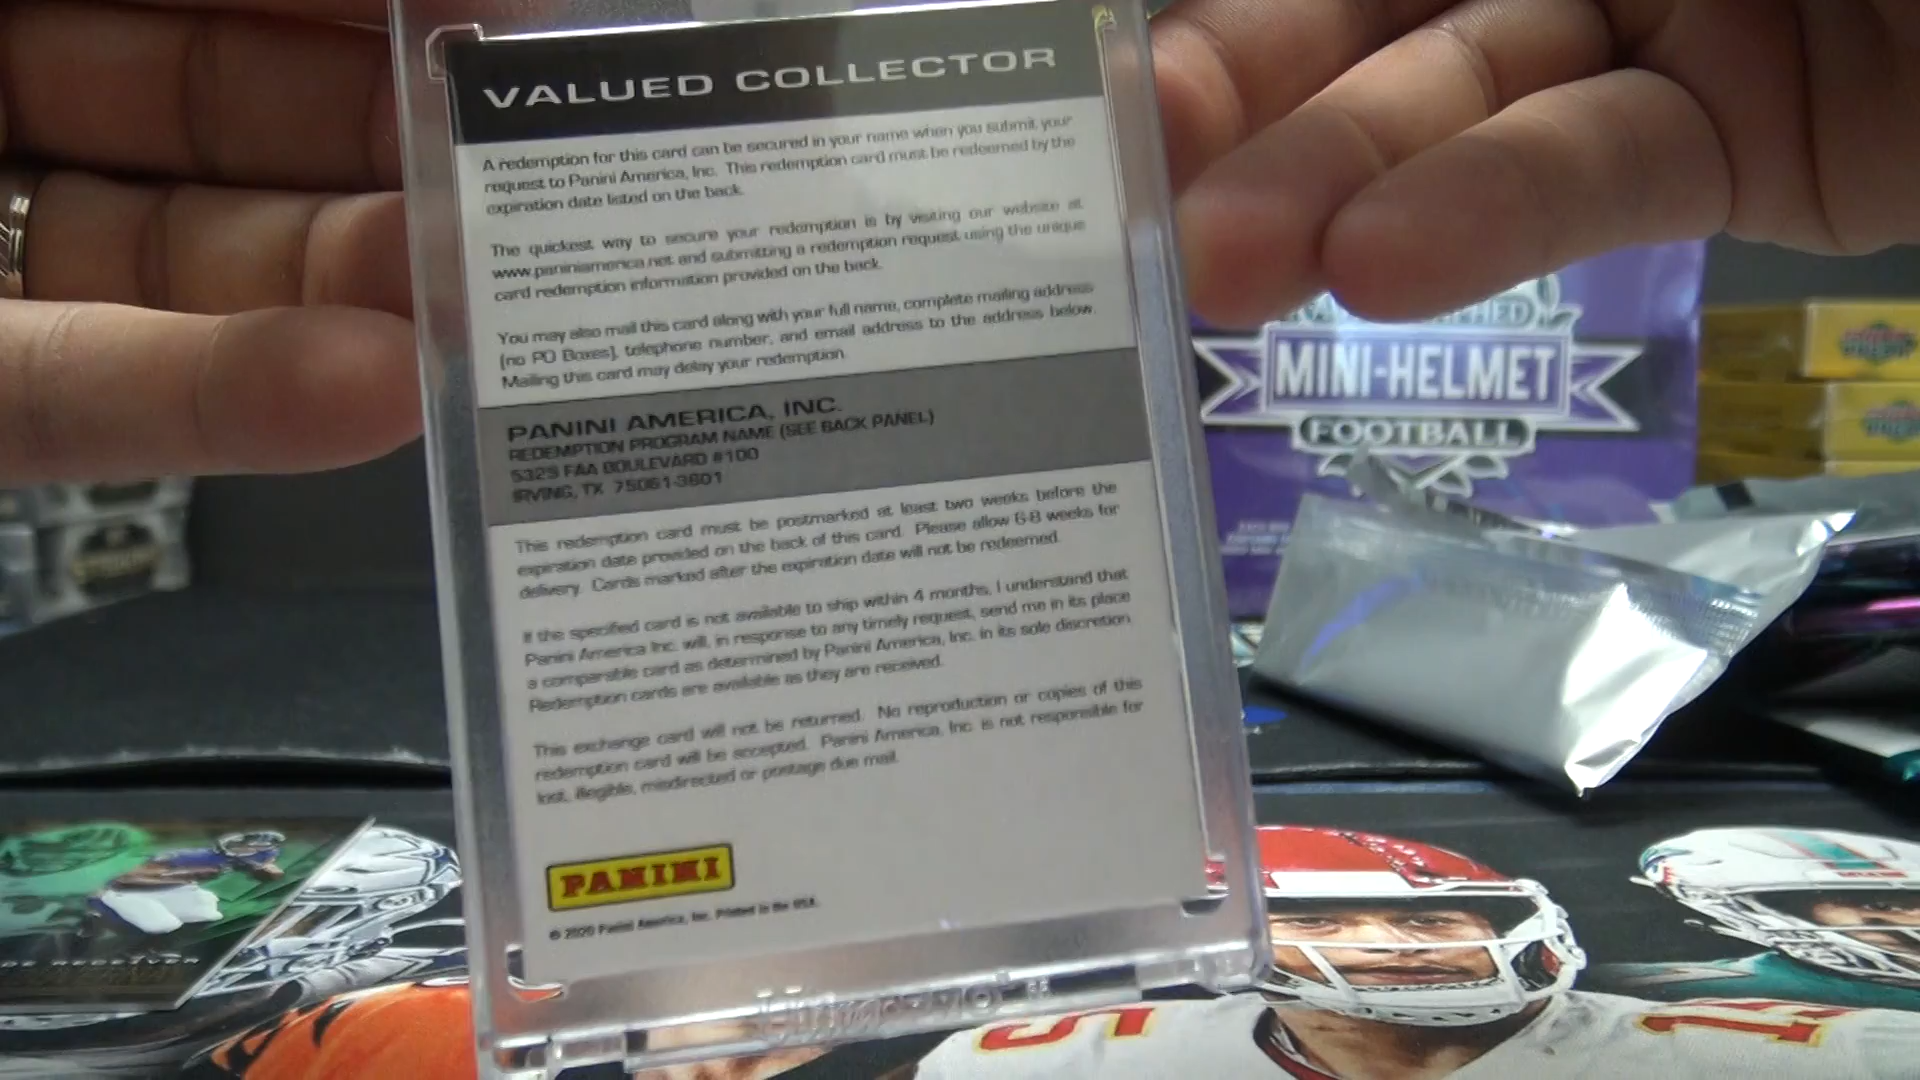 VALUED COLLECTOR
A redemption for this card can be secured in your name when you submit your
request to Panini America, Inc. This redemption card must be redeemed by the
expiration date listed on the back.
The quickest way to secure your redemption is by visiting our website at
www.paniniamerica.net and submitting a redemption request using the unique
card redemption information provided on the back.
You may also mail this card along with your full name, complete mailing address
(no PO Boxes), telephone number, and email address to the address below.
Mailing this card may delay your redemption.
PANINI AMERICA, INC.
REDEMPTION PROGRAM NAME (SEE BACK PANEL)
5325 FAA BOULEVARD #100
IRVING, TX 75061-3601
This redemption card must be postmarked at least two weeks before the
expiration date provided on the back of this card. Please allow 6-8 weeks for
delivery. Cards marked after the expiration date will not be redeemed.
If the specified card is not available to ship within 4 months, I understand that
Panini America Inc. will, in response to any timely request, send me in its place
a comparable card as determined by Panini America, Inc. in its sole discretion.
Redemption cards are available as they are received.
This exchange card will not be returned. No reproduction or copies of this
redemption card will be accepted. Panini America, Inc. is not responsible for
lost, illegible, misdirected or postage due mail.
PANINI
© 2020 Panini America, Inc. Printed in the USA.
MINI-HELMET
FOOTBALL
15